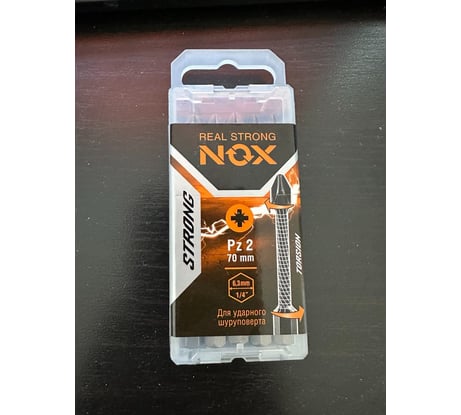 REAL STRONG
NOX
STRONG
Pz 2
70 mm
6,3mm
1/4"
TORSION
Для ударного
шуруповерта